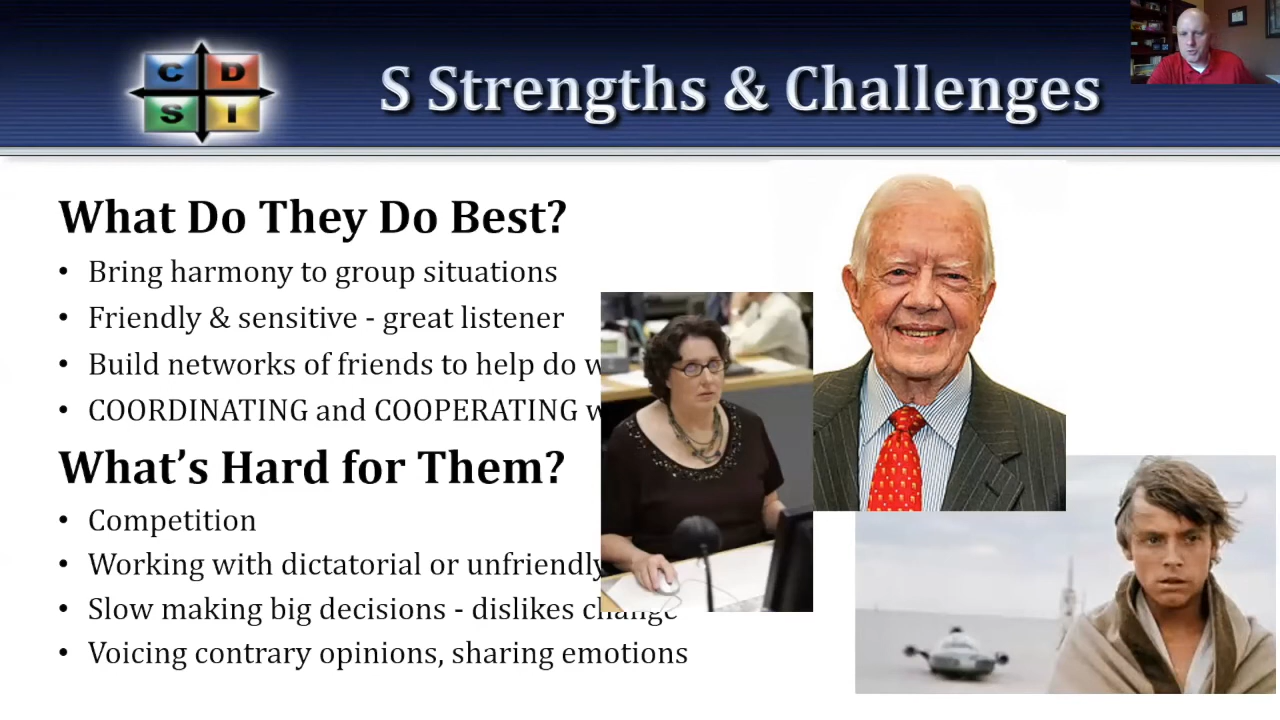 C D
S I
S Strengths & Challenges
What Do They Do Best?
• Bring harmony to group situations
• Friendly & sensitive - great listener
• Build networks of friends to help do
• COORDINATING and COOPERATING
What's Hard for Them?
• Competition
• Working with dictatorial or unfriendly
• Slow making big decisions - dislikes change
• Voicing contrary opinions, sharing emotions